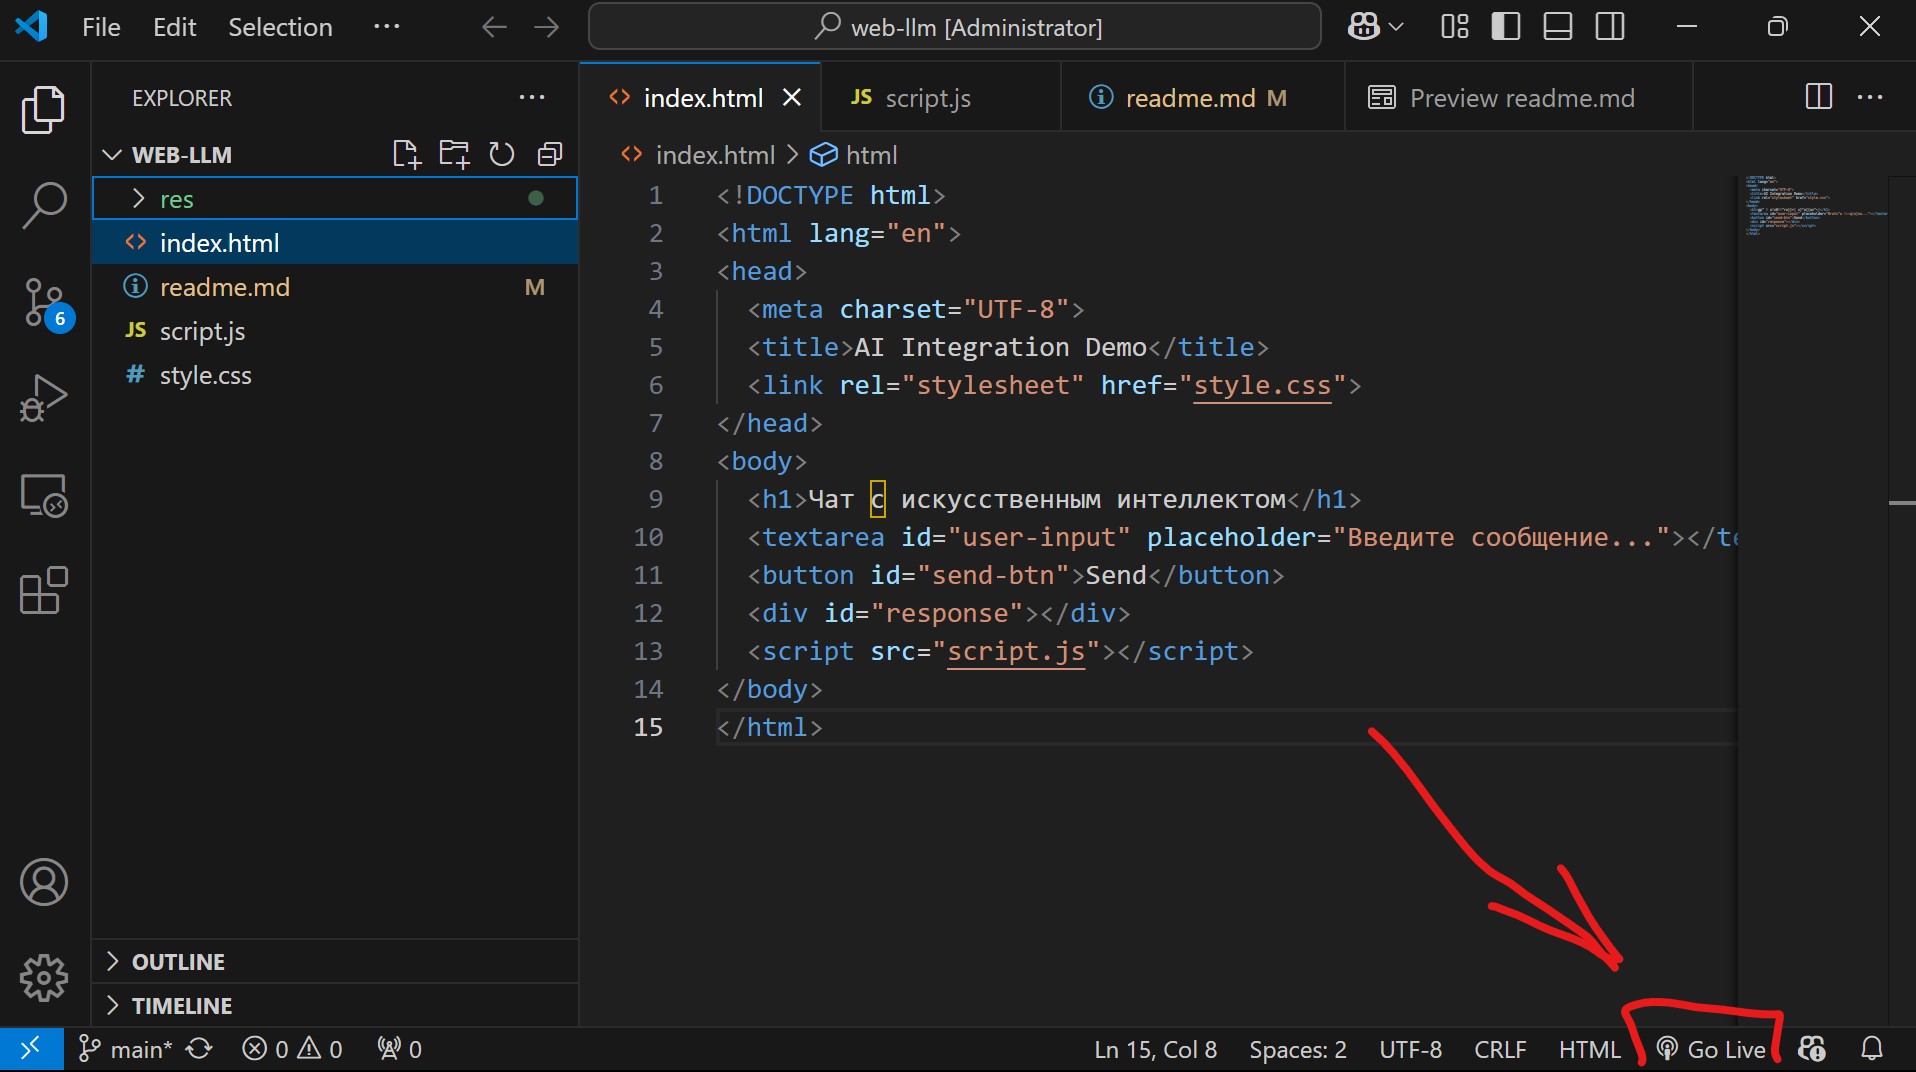 File Edit Selection ··· web-llm [Administrator]
EXPLORER ···
WEB-LLM
res
index.html
readme.md M
script.js
style.css
6
OUTLINE
TIMELINE
index.html JS script.js readme.md M Preview readme.md ···
index.html > html
1 <!DOCTYPE html>
2 <html lang="en">
3 <head>
4 <meta charset="UTF-8">
5 <title>AI Integration Demo</title>
6 <link rel="stylesheet" href="style.css">
7 </head>
8 <body>
9 <h1>Чат с искусственным интеллектом</h1>
10 <textarea id="user-input" placeholder="Введите сообщение..."></te
11 <button id="send-btn">Send</button>
12 <div id="response"></div>
13 <script src="script.js"></script>
14 </body>
15 </html>
main* 0 0 0 Ln 15, Col 8 Spaces: 2 UTF-8 CRLF HTML Go Live